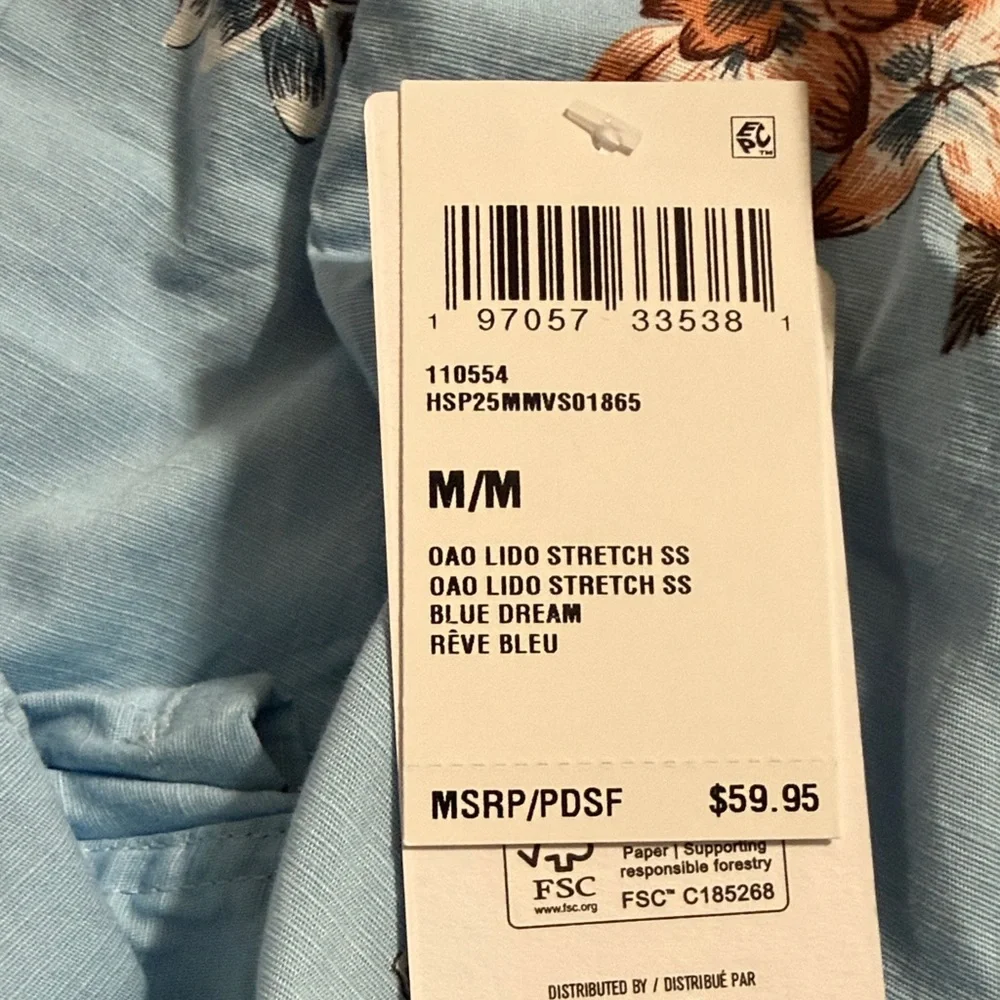 EPC™
1 97057 33538 1
110554
HSP25MMVS01865
M/M
OAO LIDO STRETCH SS
OAO LIDO STRETCH SS
BLUE DREAM
RÊVE BLEU
MSRP/PDSF $59.95
FSC
www.fsc.org
Paper | Supporting
responsible forestry
FSC™ C185268
DISTRIBUTED BY / DISTRIBUÉ PAR